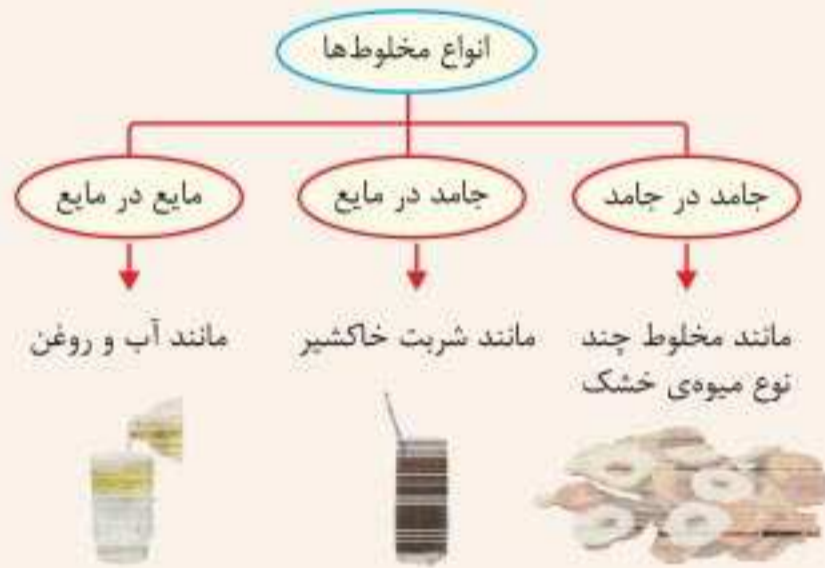 انواع مخلوط‌ها
جامد در جامد
جامد در مایع
مایع در مایع
مانند مخلوط چند
نوع میوه‌ی خشک
مانند شربت خاکشیر
مانند آب و روغن